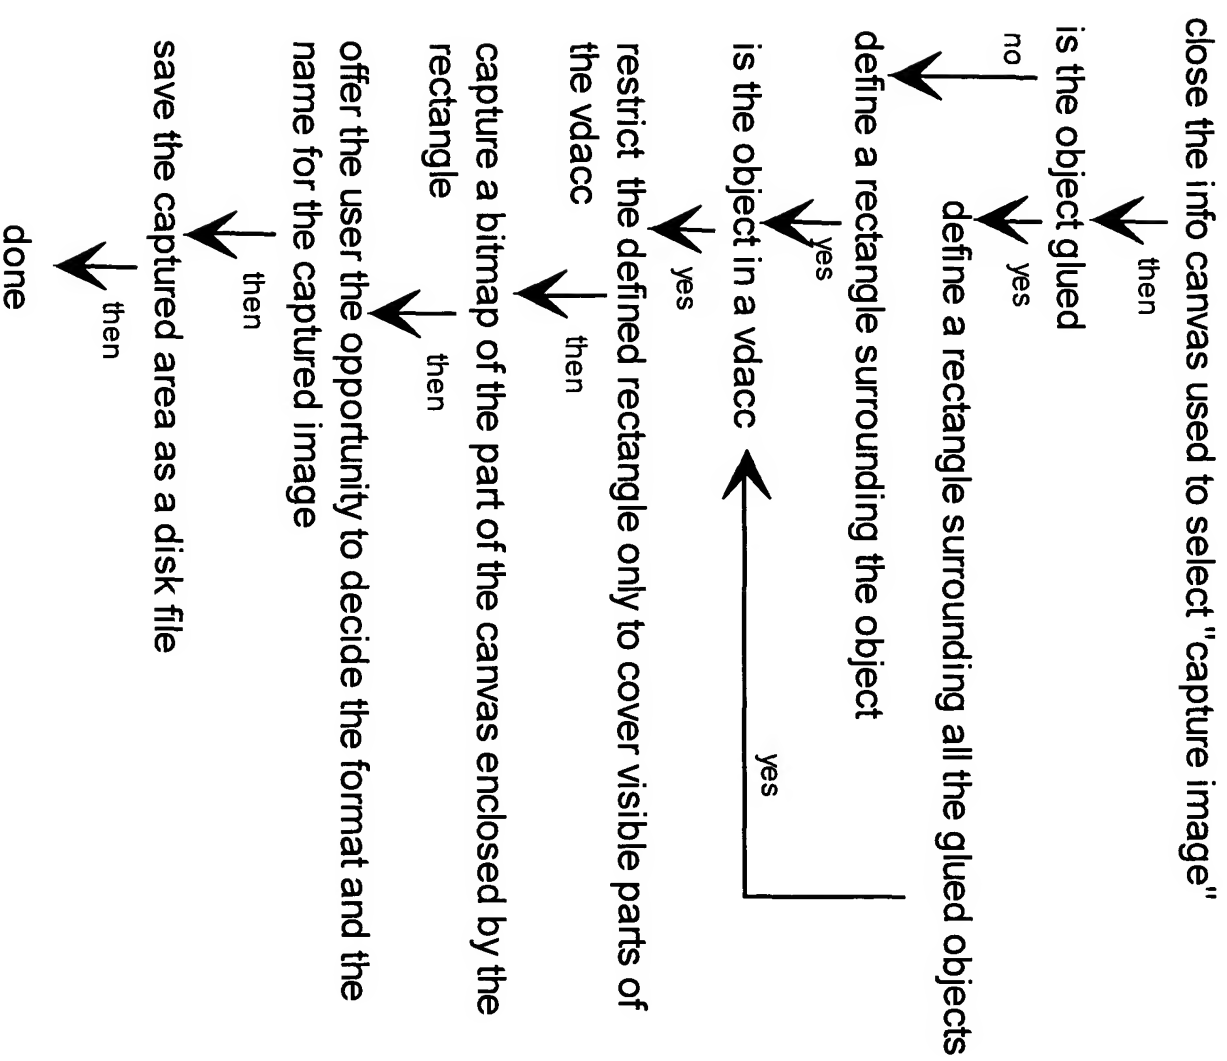 close the info canvas used to select "capture image"
then
is the object glued
no
yes
define a rectangle surrounding all the glued objects
define a rectangle surrounding the object
yes
yes
is the object in a vdacc
yes
restrict the defined rectangle only to cover visible parts of
the vdacc
then
capture a bitmap of the part of the canvas enclosed by the
rectangle
then
offer the user the opportunity to decide the format and the
name for the captured image
then
save the captured area as a disk file
then
done